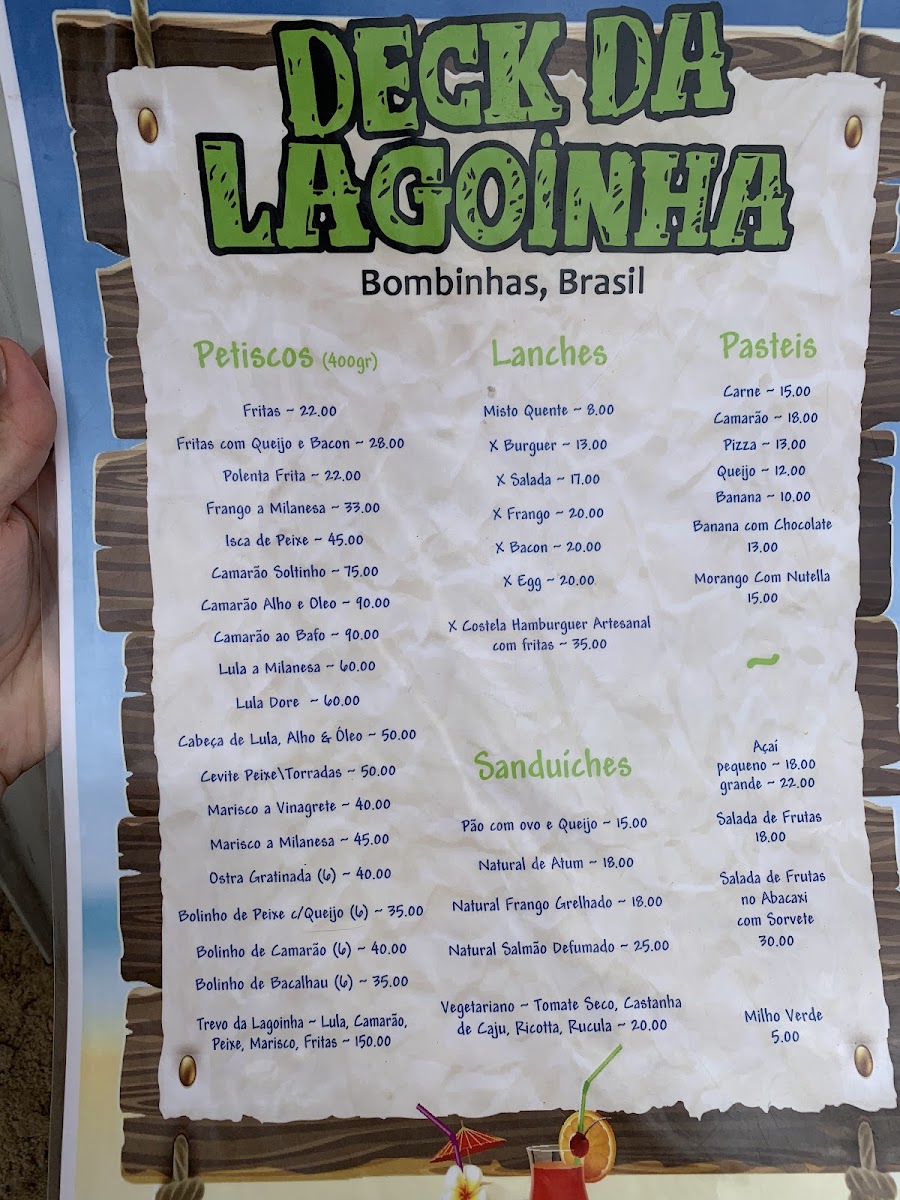 DECK DA
LAGOINHA
Bombinhas, Brasil
Petiscos (400gr)
Fritas ~ 22.00
Fritas com Queijo e Bacon ~ 28.00
Polenta Frita ~ 22.00
Frango a Milanesa ~ 33.00
Isca de Peixe ~ 45.00
Camarão Soltinho ~ 75.00
Camarão Alho e Oleo ~ 90.00
Camarão ao Bafo ~ 90.00
Lula a Milanesa ~ 60.00
Lula Dore ~ 60.00
Cabeça de Lula, Alho & Óleo ~ 50.00
Cevite Peixe\Torradas ~ 50.00
Marisco a Vinagrete ~ 40.00
Marisco a Milanesa ~ 45.00
Ostra Gratinada (6) ~ 40.00
Bolinho de Peixe c/Queijo (6) ~ 35.00
Bolinho de Camarão (6) ~ 40.00
Bolinho de Bacalhau (6) ~ 35.00
Trevo da Lagoinha ~ Lula, Camarão,
Peixe, Marisco, Fritas ~ 150.00
Lanches
Misto Quente ~ 8.00
X Burguer ~ 13.00
X Salada ~ 17.00
X Frango ~ 20.00
X Bacon ~ 20.00
X Egg ~ 20.00
X Costela Hamburguer Artesanal
com fritas ~ 35.00
Sanduíches
Pão com ovo e Queijo ~ 15.00
Natural de Atum ~ 18.00
Natural Frango Grelhado ~ 18.00
Natural Salmão Defumado ~ 25.00
Vegetariano ~ Tomate Seco, Castanha
de Caju, Ricotta, Rucula ~ 20.00
Pasteis
Carne ~ 15.00
Camarão ~ 18.00
Pizza ~ 13.00
Queijo ~ 12.00
Banana ~ 10.00
Banana com Chocolate
13.00
Morango Com Nutella
15.00
~
Açaí
pequeno ~ 18.00
grande ~ 22.00
Salada de Frutas
18.00
Salada de Frutas
no Abacaxi
com Sorvete
30.00
Milho Verde
5.00